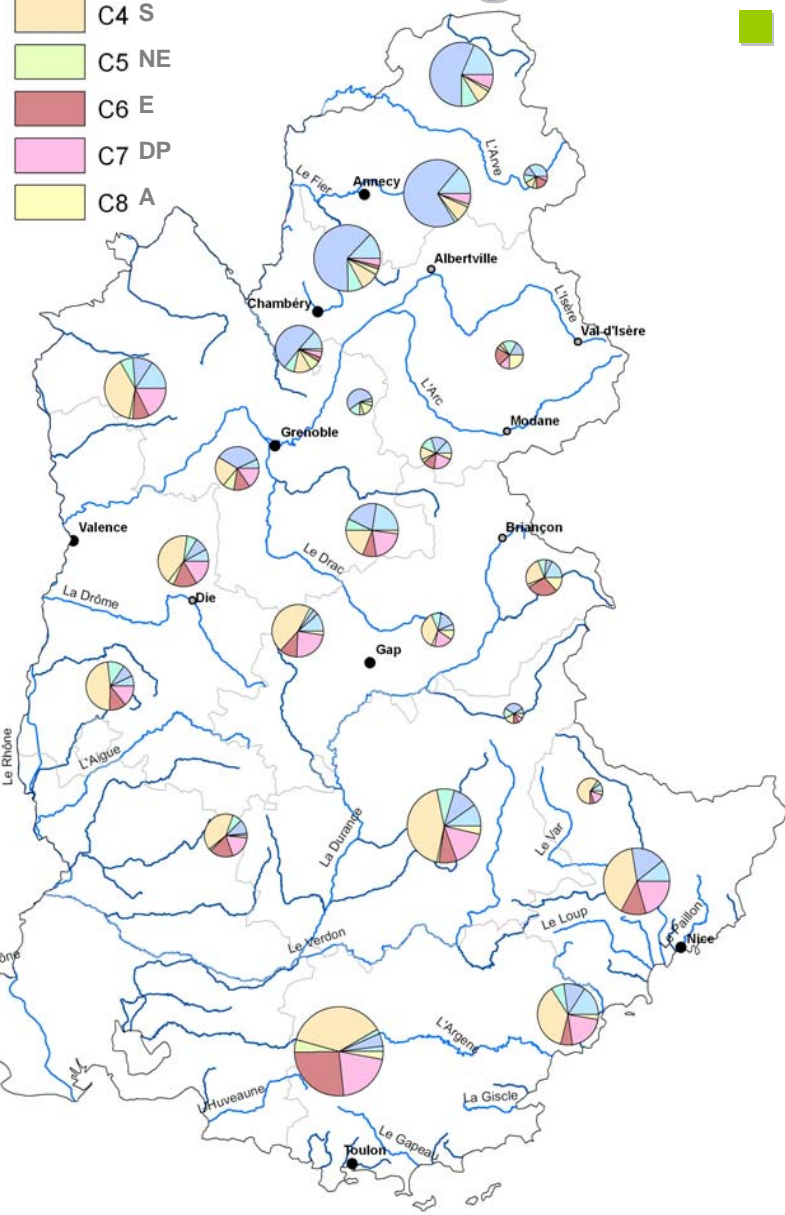 C4 S
C5 NE
C6 E
C7 DP
C8 A
L'Arve
Le Fier
Annecy
Albertville
L'Isère
Chambéry
Val d'Isère
L'Arc
Modane
Grenoble
Valence
Briançon
Le Drac
La Drôme
Die
Gap
Le Rhône
L'Aigue
La Durance
Le Var
Le Loup
Le Paillon
Nice
Le Verdon
L'Argens
L'Huveaune
La Giscle
Le Gapeau
Toulon